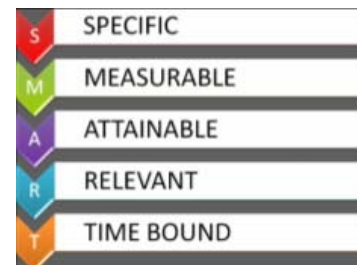 S SPECIFIC
M MEASURABLE
A ATTAINABLE
R RELEVANT
T TIME BOUND